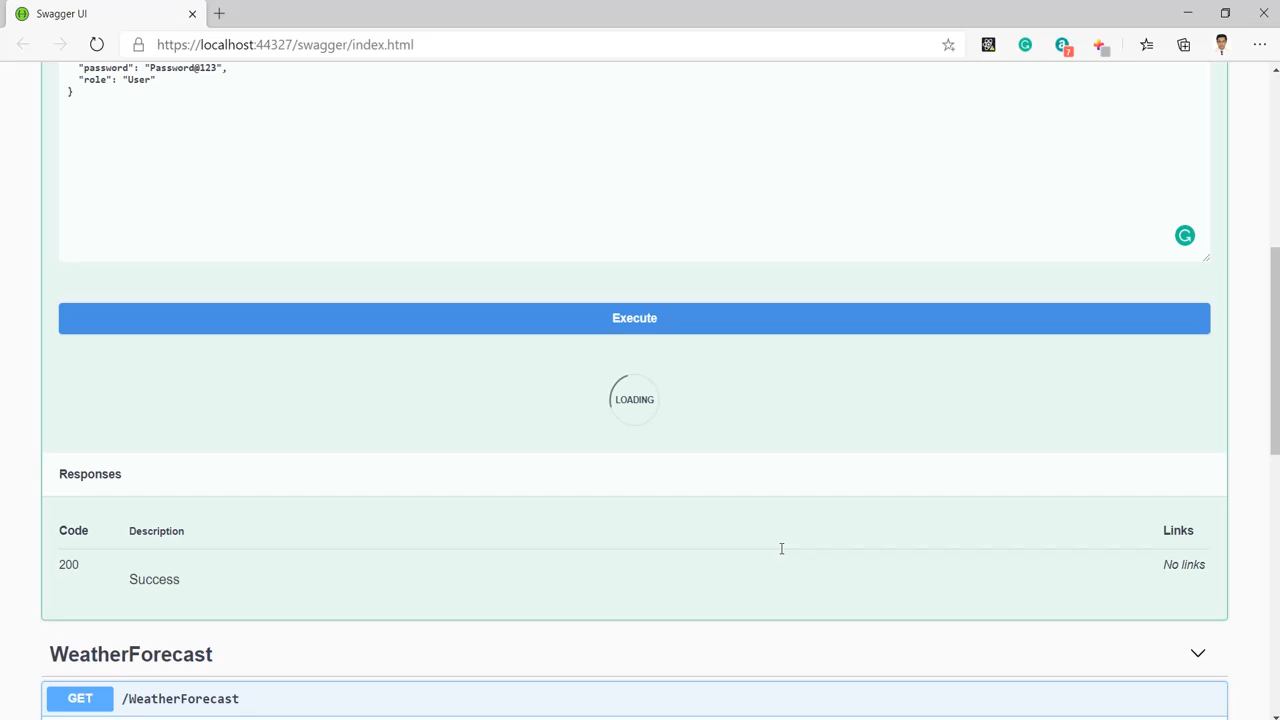 Swagger UI
https://localhost:44327/swagger/index.html
7
"password": "Password@123",
"role": "User"
}
Execute
LOADING
Responses
Code Description Links
200 Success No links
WeatherForecast
GET /WeatherForecast